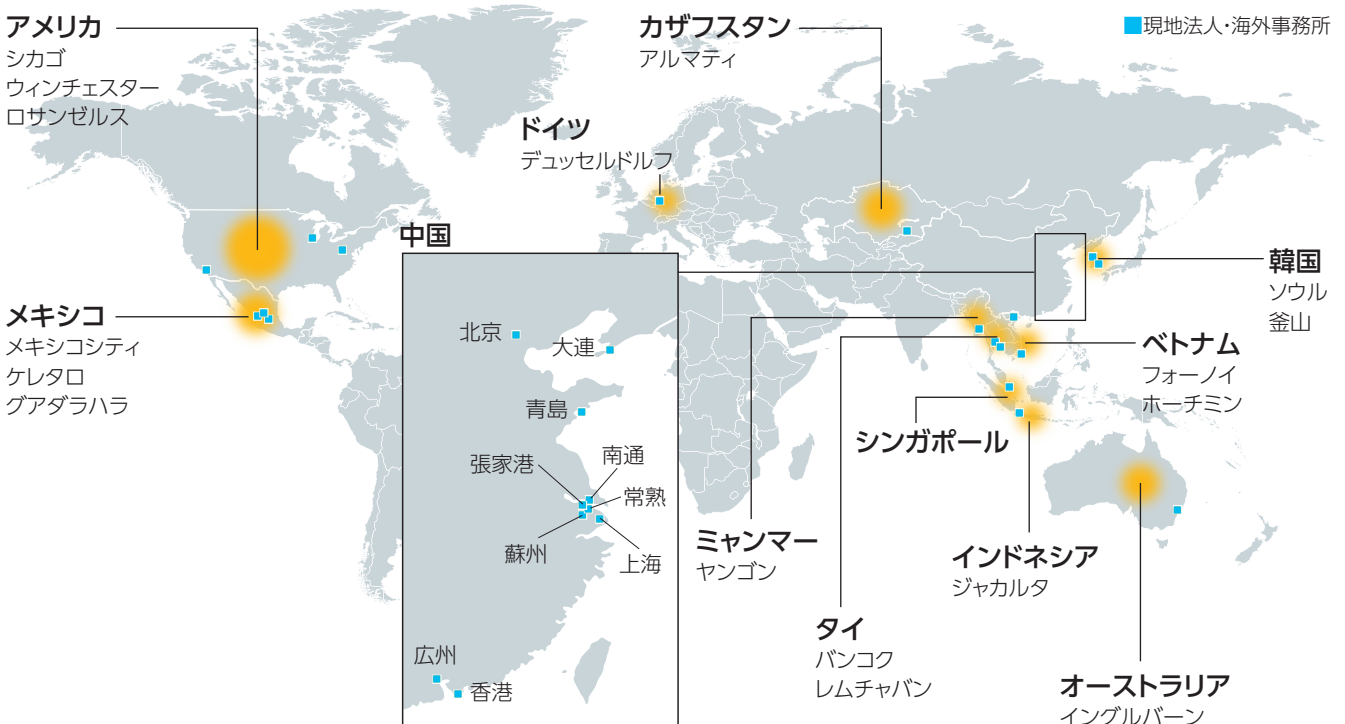 アメリカ
シカゴ
ウィンチェスター
ロサンゼルス
カザフスタン
アルマティ
■現地法人・海外事務所
ドイツ
デュッセルドルフ
中国
北京
大連
青島
張家港
南通
常熟
蘇州
上海
広州
香港
メキシコ
メキシコシティ
ケレタロ
グアダラハラ
韓国
ソウル
釜山
ベトナム
フォーノイ
ホーチミン
シンガポール
ミャンマー
ヤンゴン
インドネシア
ジャカルタ
タイ
バンコク
レムチャバン
オーストラリア
イングルバーン